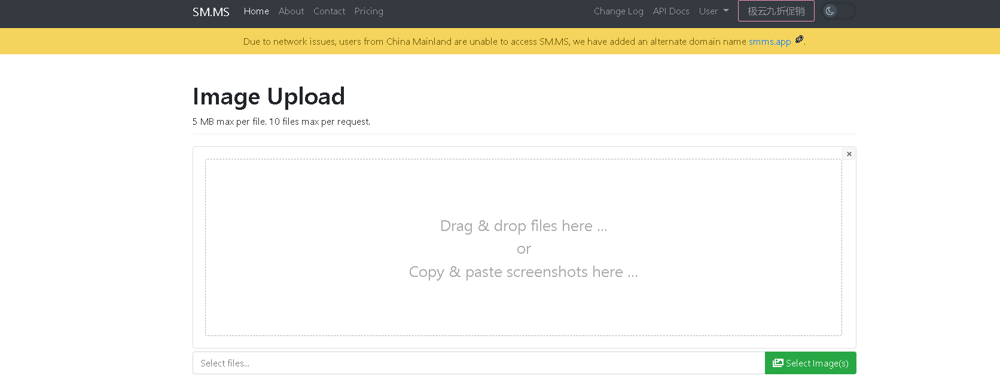 SM.MS Home About Contact Pricing Change Log API Docs User 极云九折促销
Due to network issues, users from China Mainland are unable to access SM.MS, we have added an alternate domain name smms.app .
Image Upload
5 MB max per file. 10 files max per request.
Drag & drop files here ...
or
Copy & paste screenshots here ...
Select files... Select Image(s)